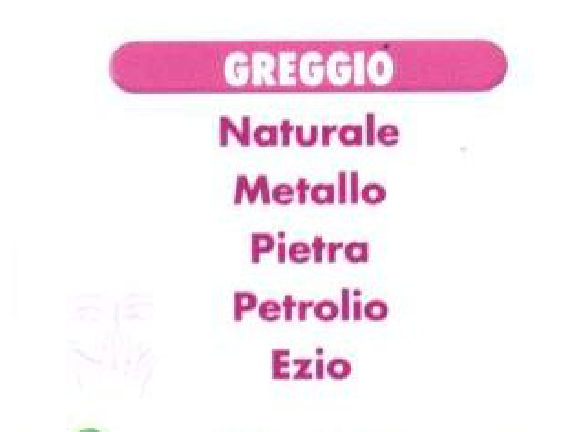 GREGGIO
Naturale
Metallo
Pietra
Petrolio
Ezio